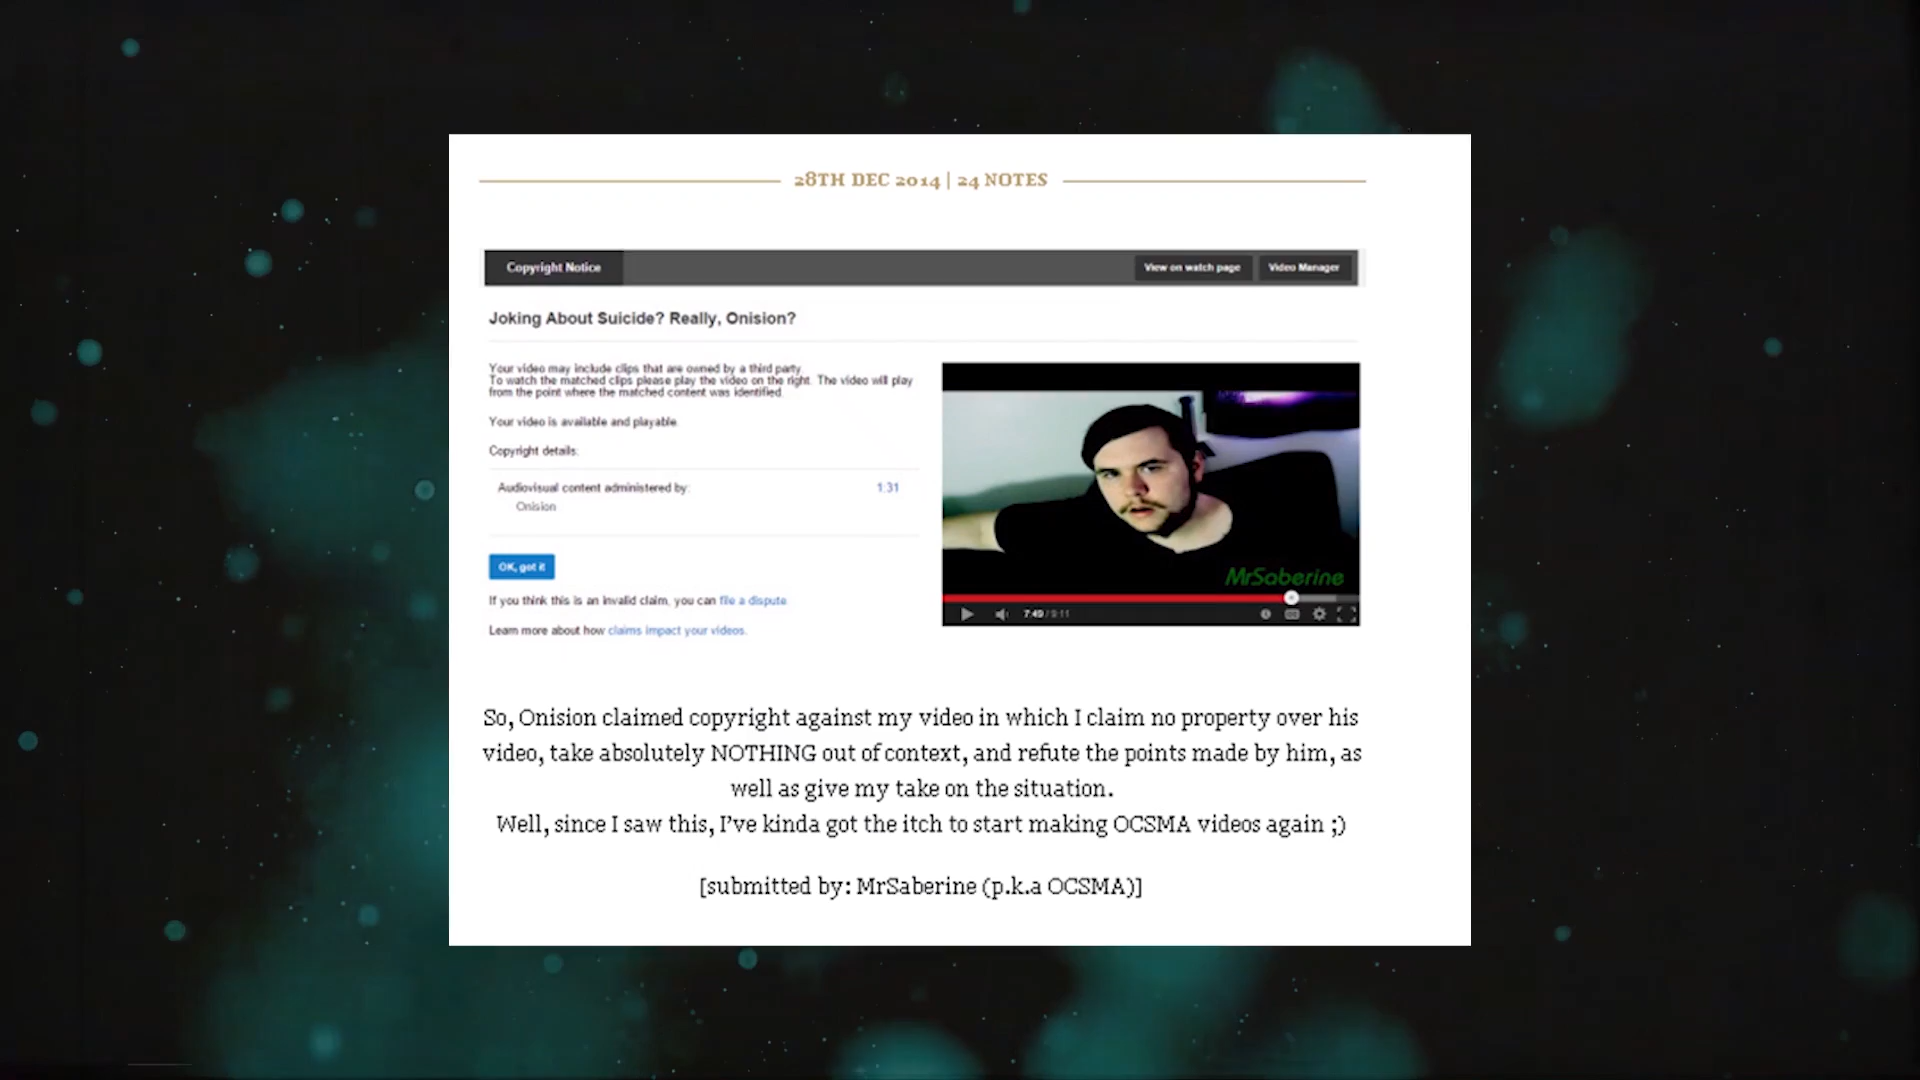 28TH DEC 2014 | 24 NOTES
Copyright Notice
View on watch page
Video Manager
Joking About Suicide? Really, Onision?
Your video may include clips that are owned by a third party.
To watch the matched clips please play the video on the right. The video will play
from the point where the matched content was identified.
Your video is available and playable.
Copyright details:
Audiovisual content administered by: 1:31
Onision
OK, got it
If you think this is an invalid claim, you can file a dispute.
Learn more about how claims impact your videos.
MrSaberine
7:49 / 9:11
So, Onision claimed copyright against my video in which I claim no property over his
video, take absolutely NOTHING out of context, and refute the points made by him, as
well as give my take on the situation.
Well, since I saw this, I've kinda got the itch to start making OCSMA videos again ;)
[submitted by: MrSaberine (p.k.a OCSMA)]